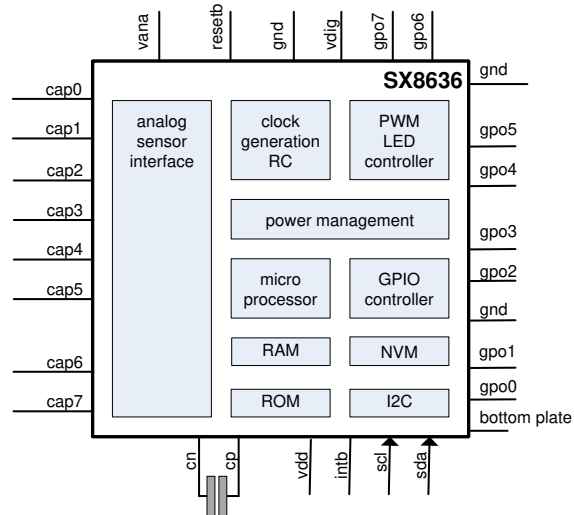 vana
resetb
gnd
vdig
gpo7
gpo6
SX8636
cap0
cap1
cap2
cap3
cap4
cap5
cap6
cap7
analog
sensor
interface
clock
generation
RC
PWM
LED
controller
power management
micro
processor
GPIO
controller
RAM
NVM
ROM
I2C
gnd
gpo5
gpo4
gpo3
gpo2
gnd
gpo1
gpo0
bottom plate
cn
cp
vdd
intb
scl
sda